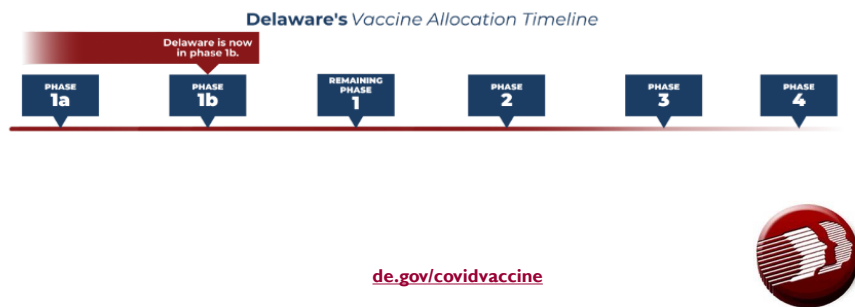 Delaware's Vaccine Allocation Timeline
Delaware is now
in phase 1b.
PHASE
1a
PHASE
1b
REMAINING
PHASE
1
PHASE
2
PHASE
3
PHASE
4
de.gov/covidvaccine